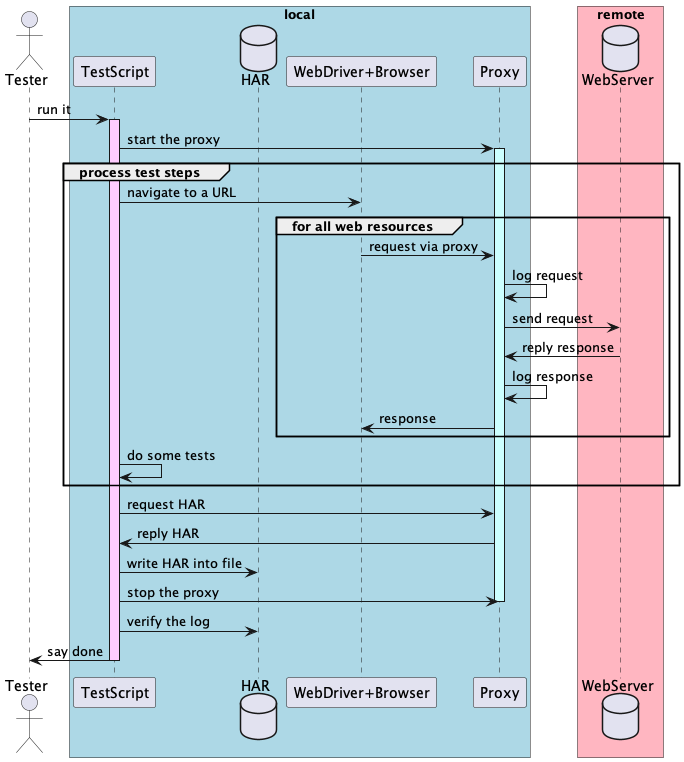 local
remote
Tester
TestScript
HAR
WebDriver+Browser
Proxy
WebServer
run it
start the proxy
process test steps
navigate to a URL
for all web resources
request via proxy
log request
send request
reply response
log response
response
do some tests
request HAR
reply HAR
write HAR into file
stop the proxy
verify the log
say done
Tester
TestScript
HAR
WebDriver+Browser
Proxy
WebServer